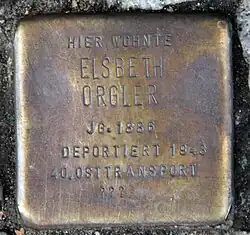 HIER WOHNTE
ELSBETH
ORGLER
JG. 1886
DEPORTIERT 1943
40.OSTTRANSPORT
???